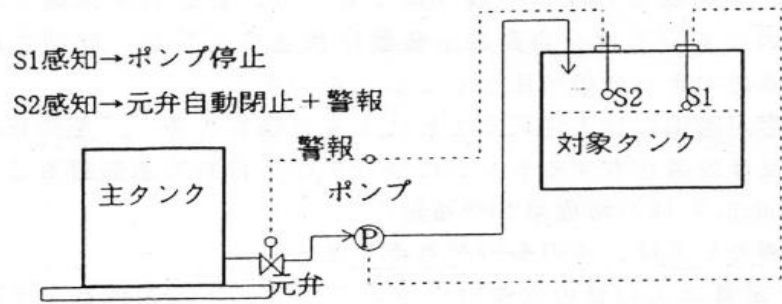 S1感知→ポンプ停止
S2感知→元弁自動閉止+警報
S2
S1
対象タンク
警報
ポンプ
主タンク
P
元弁